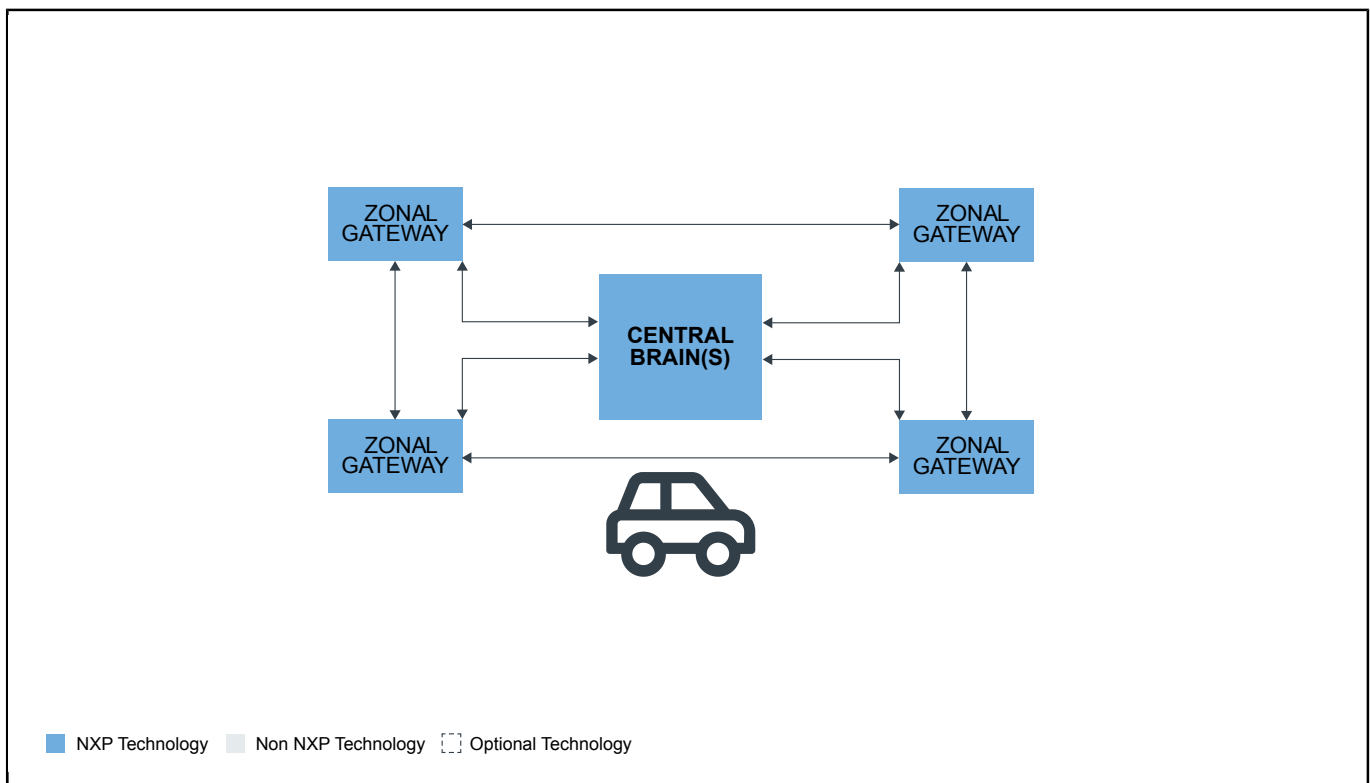 ZONAL
GATEWAY
ZONAL
GATEWAY
CENTRAL
BRAIN(S)
ZONAL
GATEWAY
ZONAL
GATEWAY
NXP Technology
Non NXP Technology
Optional Technology